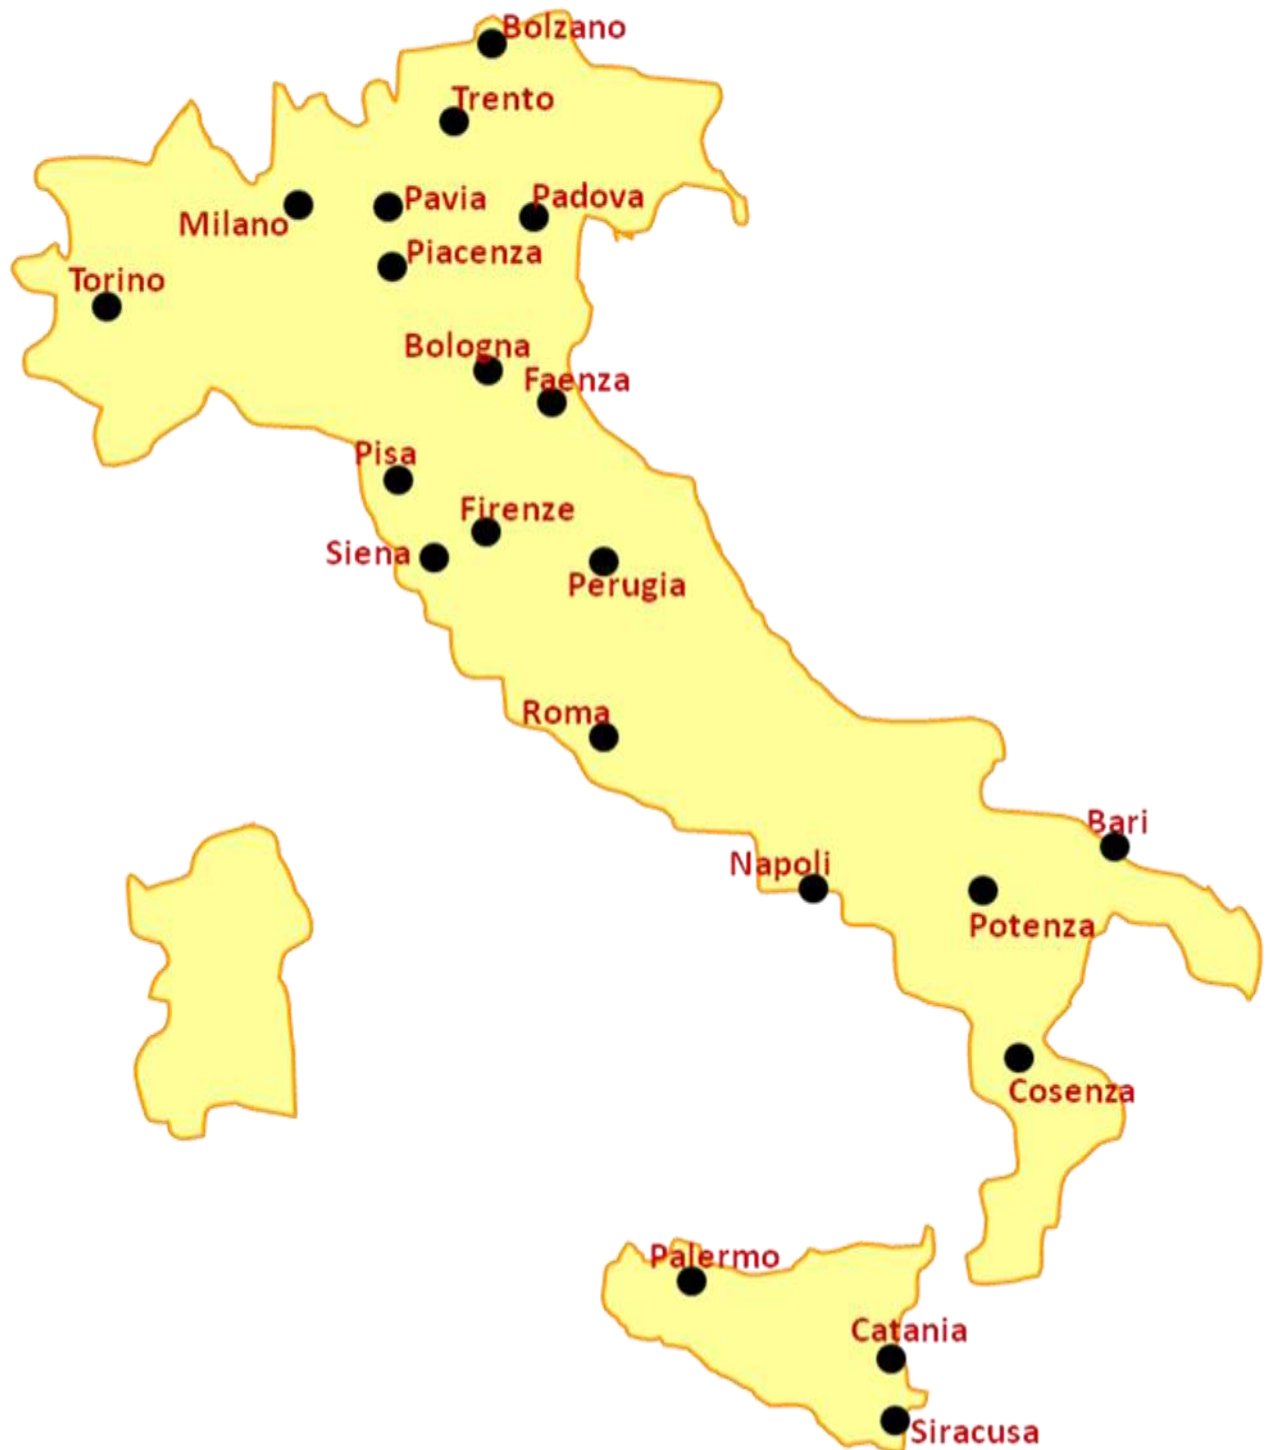 Bolzano
Trento
Pavia
Padova
Milano
Piacenza
Torino
Bologna
Faenza
Pisa
Firenze
Siena
Perugia
Roma
Bari
Napoli
Potenza
Cosenza
Palermo
Catania
Siracusa